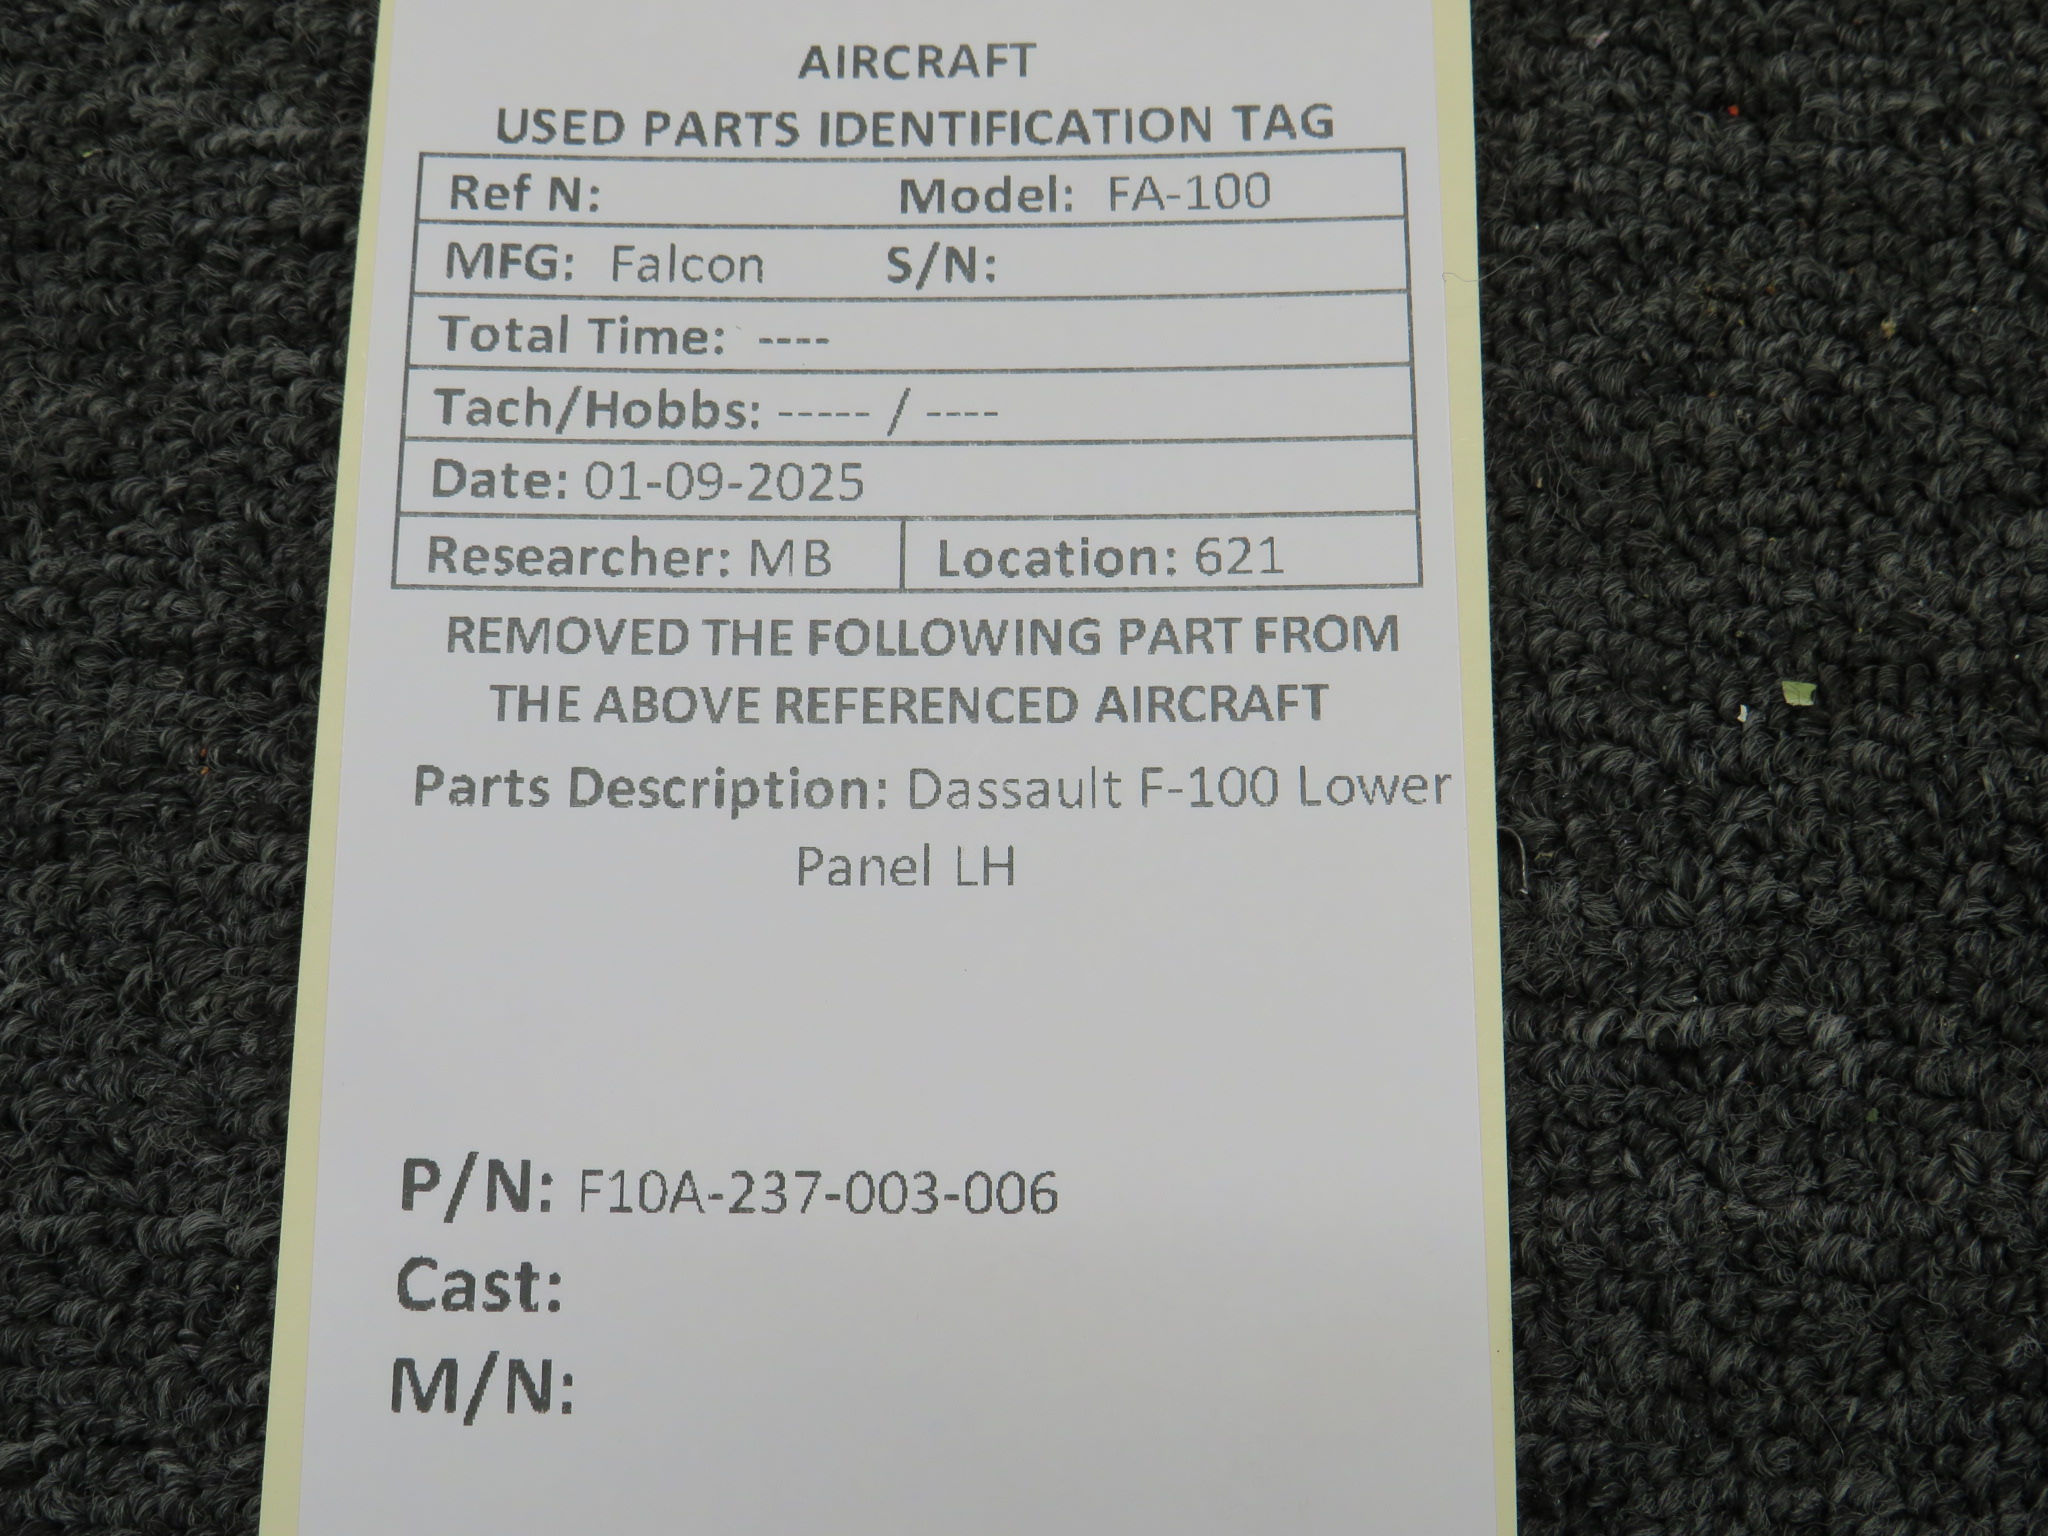 AIRCRAFT
USED PARTS IDENTIFICATION TAG
Ref N: Model: FA-100
MFG: Falcon S/N:
Total Time: ----
Tach/Hobbs: ----- / ----
Date: 01-09-2025
Researcher: MB Location: 621
REMOVED THE FOLLOWING PART FROM
THE ABOVE REFERENCED AIRCRAFT
Parts Description: Dassault F-100 Lower
Panel LH
P/N: F10A-237-003-006
Cast:
M/N: